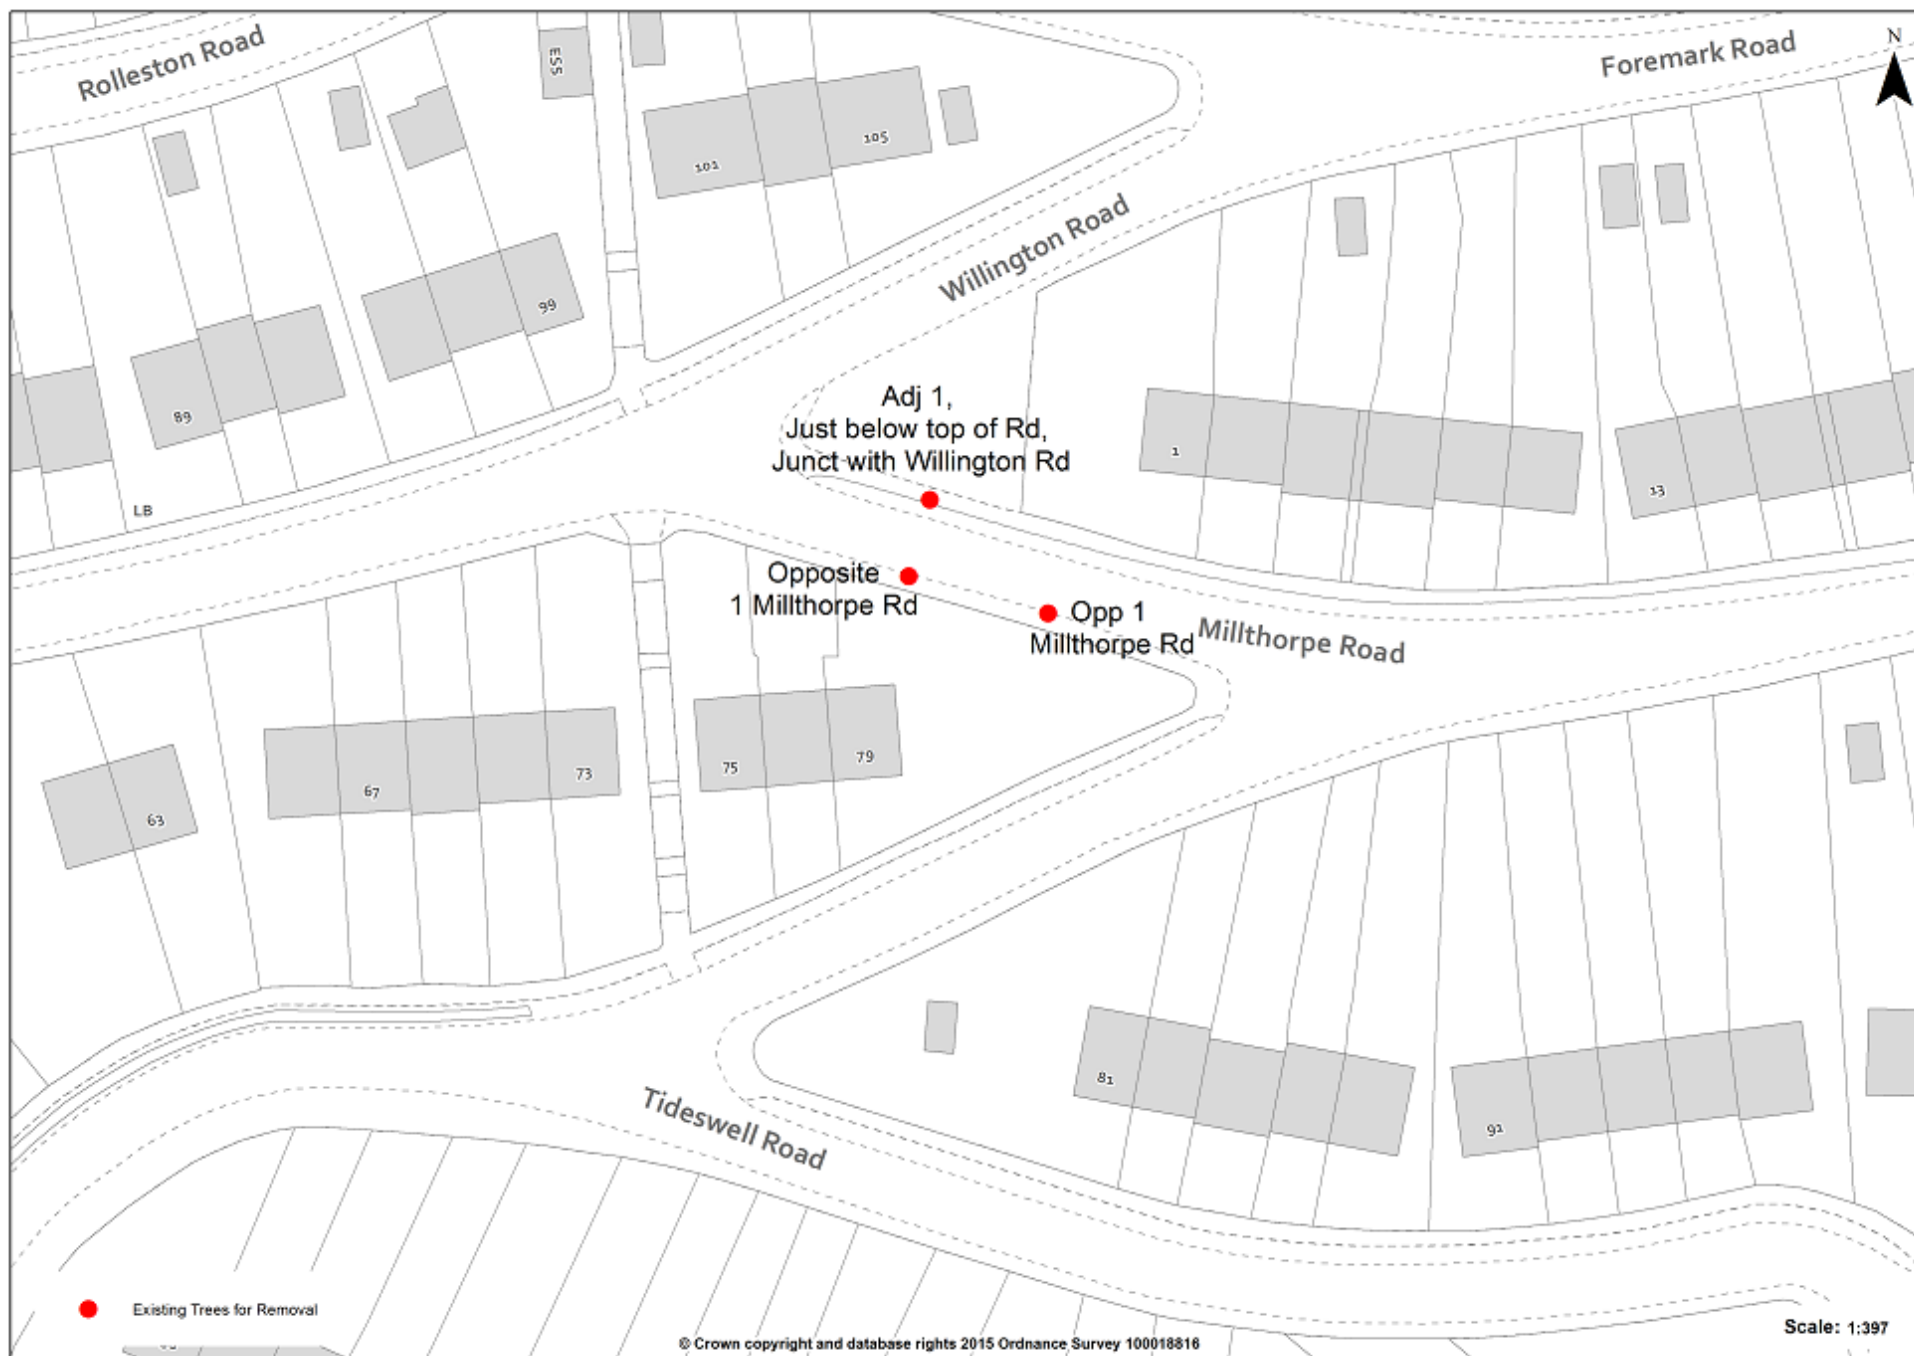 Rolleston Road
ESS
Foremark Road
N
101
105
Willington Road
99
89
Adj 1,
Just below top of Rd,
Junct with Willington Rd
1
13
LB
Opposite
1 Millthorpe Rd
Opp 1
Millthorpe Rd
Millthorpe Road
75
79
73
67
63
81
91
Tideswell Road
Existing Trees for Removal
Scale: 1:397
© Crown copyright and database rights 2015 Ordnance Survey 100018816